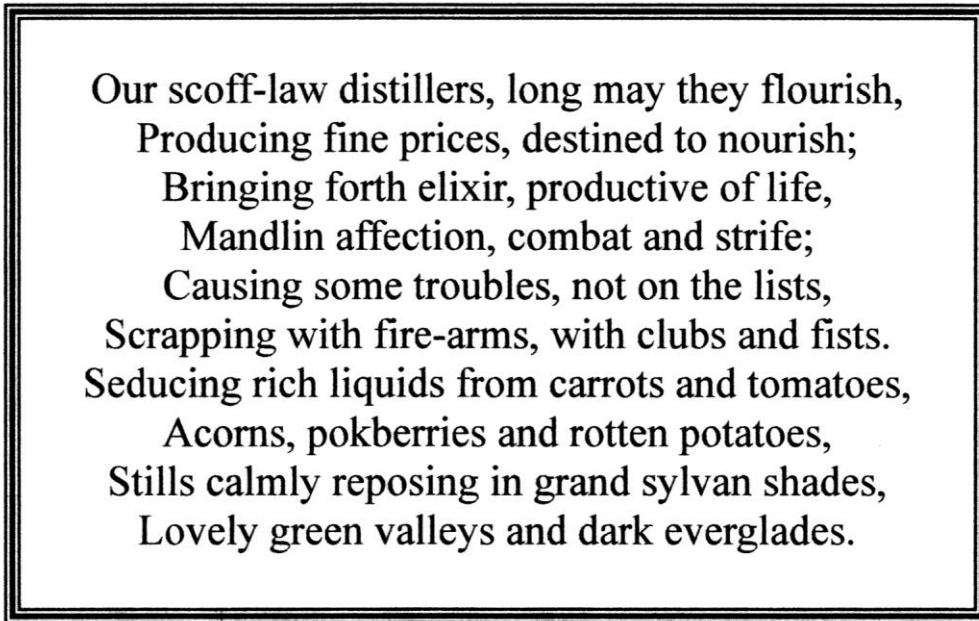 Our scoff-law distillers, long may they flourish,
Producing fine prices, destined to nourish;
Bringing forth elixir, productive of life,
Mandlin affection, combat and strife;
Causing some troubles, not on the lists,
Scrapping with fire-arms, with clubs and fists.
Seducing rich liquids from carrots and tomatoes,
Acorns, pokberries and rotten potatoes,
Stills calmly reposing in grand sylvan shades,
Lovely green valleys and dark everglades.